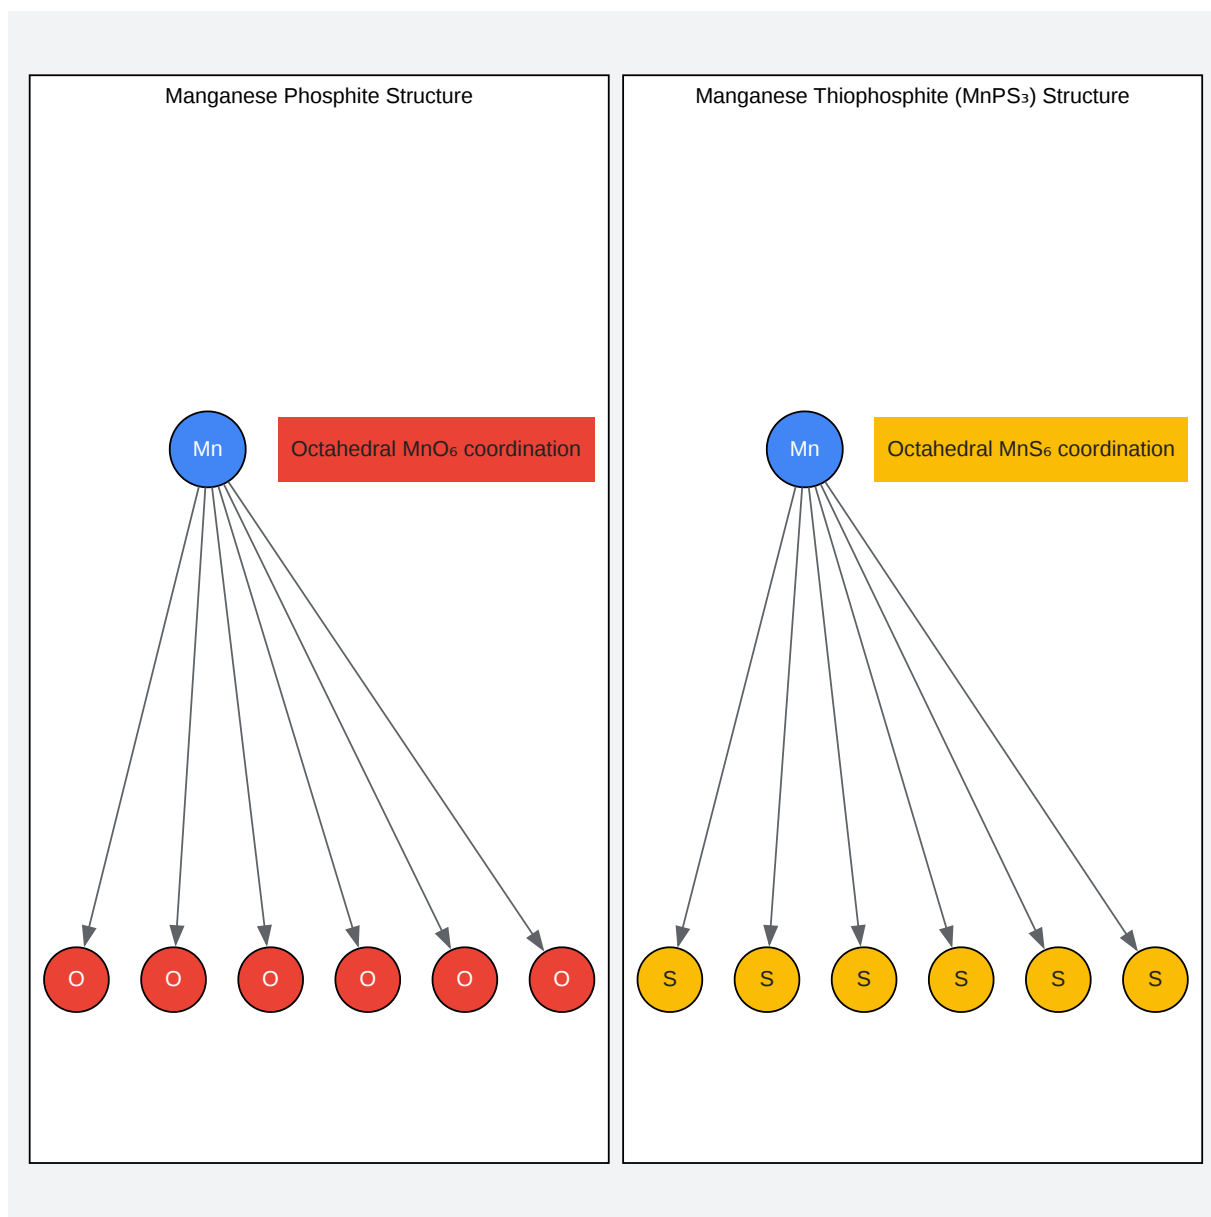 Manganese Phosphite Structure
Mn
Octahedral MnO₆ coordination
O O O O O O
Manganese Thiophosphite (MnPS₃) Structure
Mn
Octahedral MnS₆ coordination
S S S S S S